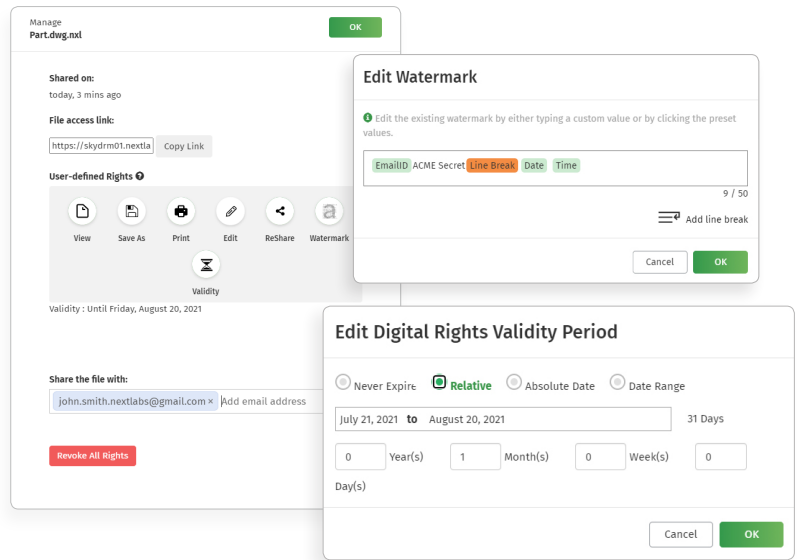 Manage
Part.dwg.nxl
OK
Shared on:
today, 3 mins ago
File access link:
https://skydrm01.nextla
Copy Link
User-defined Rights
View
Save As
Print
Edit
ReShare
Watermark
Validity
Validity : Until Friday, August 20, 2021
Share the file with:
john.smith.nextlabs@gmail.com × Add email address
Revoke All Rights
Edit Watermark
Edit the existing watermark by either typing a custom value or by clicking the preset
values.
EmailID ACME Secret Line Break Date Time
9 / 50
Add line break
Cancel
OK
Edit Digital Rights Validity Period
Never Expire
Relative
Absolute Date
Date Range
July 21, 2021 to August 20, 2021
31 Days
0 Year(s) 1 Month(s) 0 Week(s) 0
Day(s)
Cancel
OK